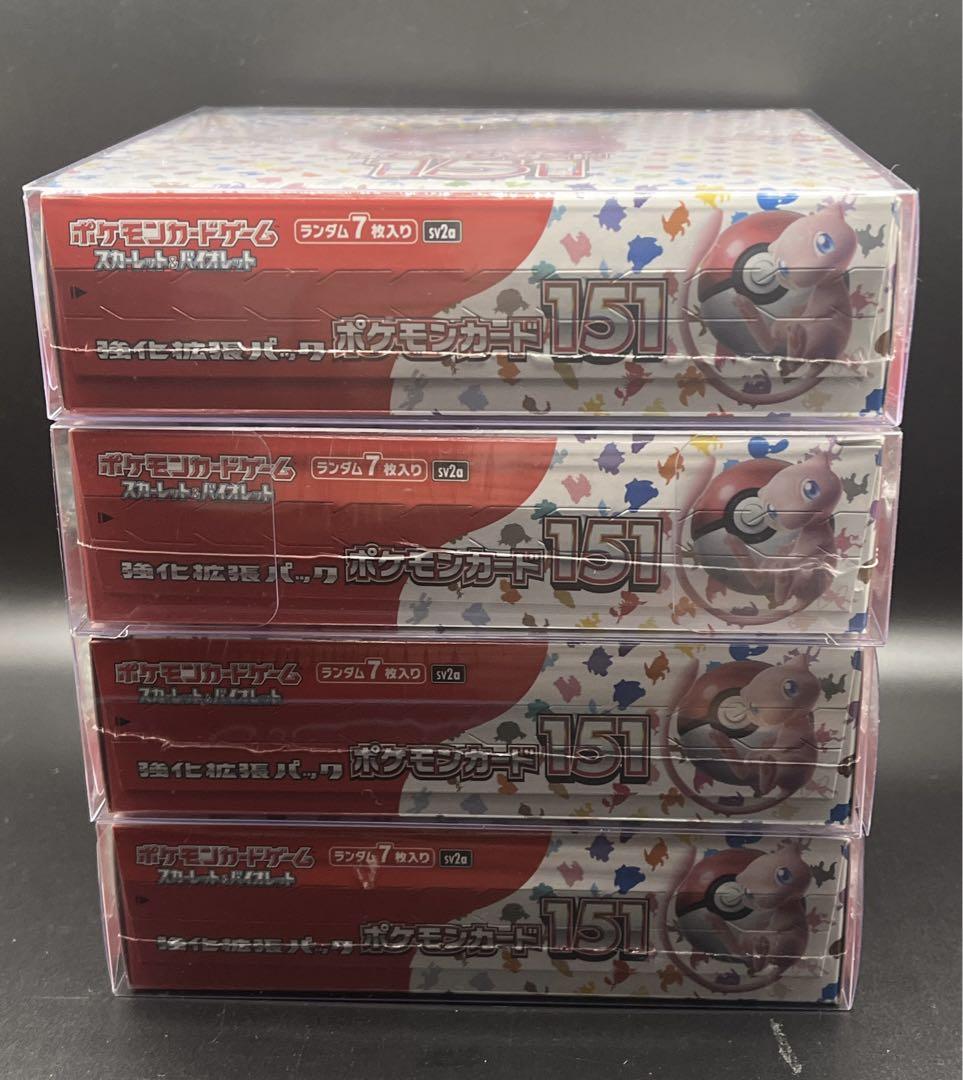 151
ポケモンカードゲーム
スカーレット&バイオレット
ランダム7枚入り sv2a
強化拡張パック ポケモンカード151
ポケモンカードゲーム
スカーレット&バイオレット
ランダム7枚入り sv2a
強化拡張パック ポケモンカード151
ポケモンカードゲーム
スカーレット&バイオレット
ランダム7枚入り sv2a
強化拡張パック ポケモンカード151
ポケモンカードゲーム
スカーレット&バイオレット
ランダム7枚入り sv2a
強化拡張パック ポケモンカード151